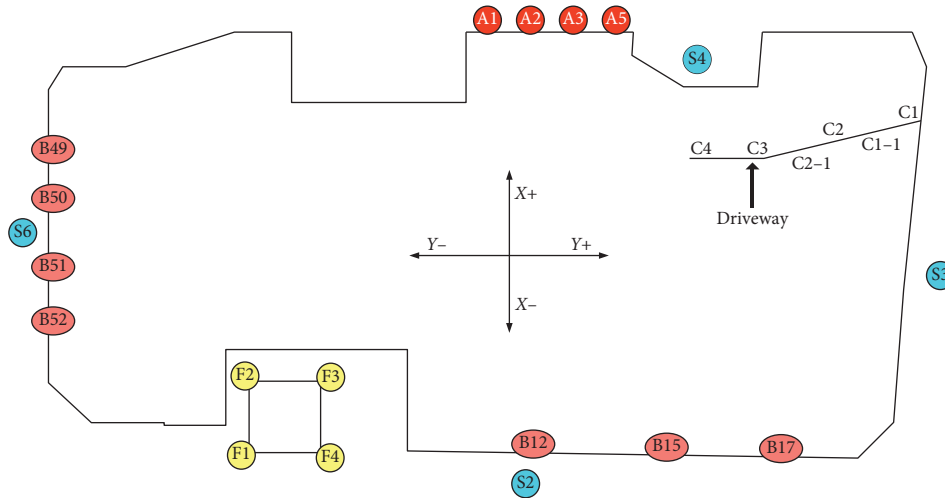 A1 A2 A3 A5
S4
C1
C2
C1–1
B49
C4 C3
C2–1
B50
X+
Driveway
S6
Y– Y+
B51
S3
X–
B52
F2 F3
B12 B15 B17
F1 F4
S2